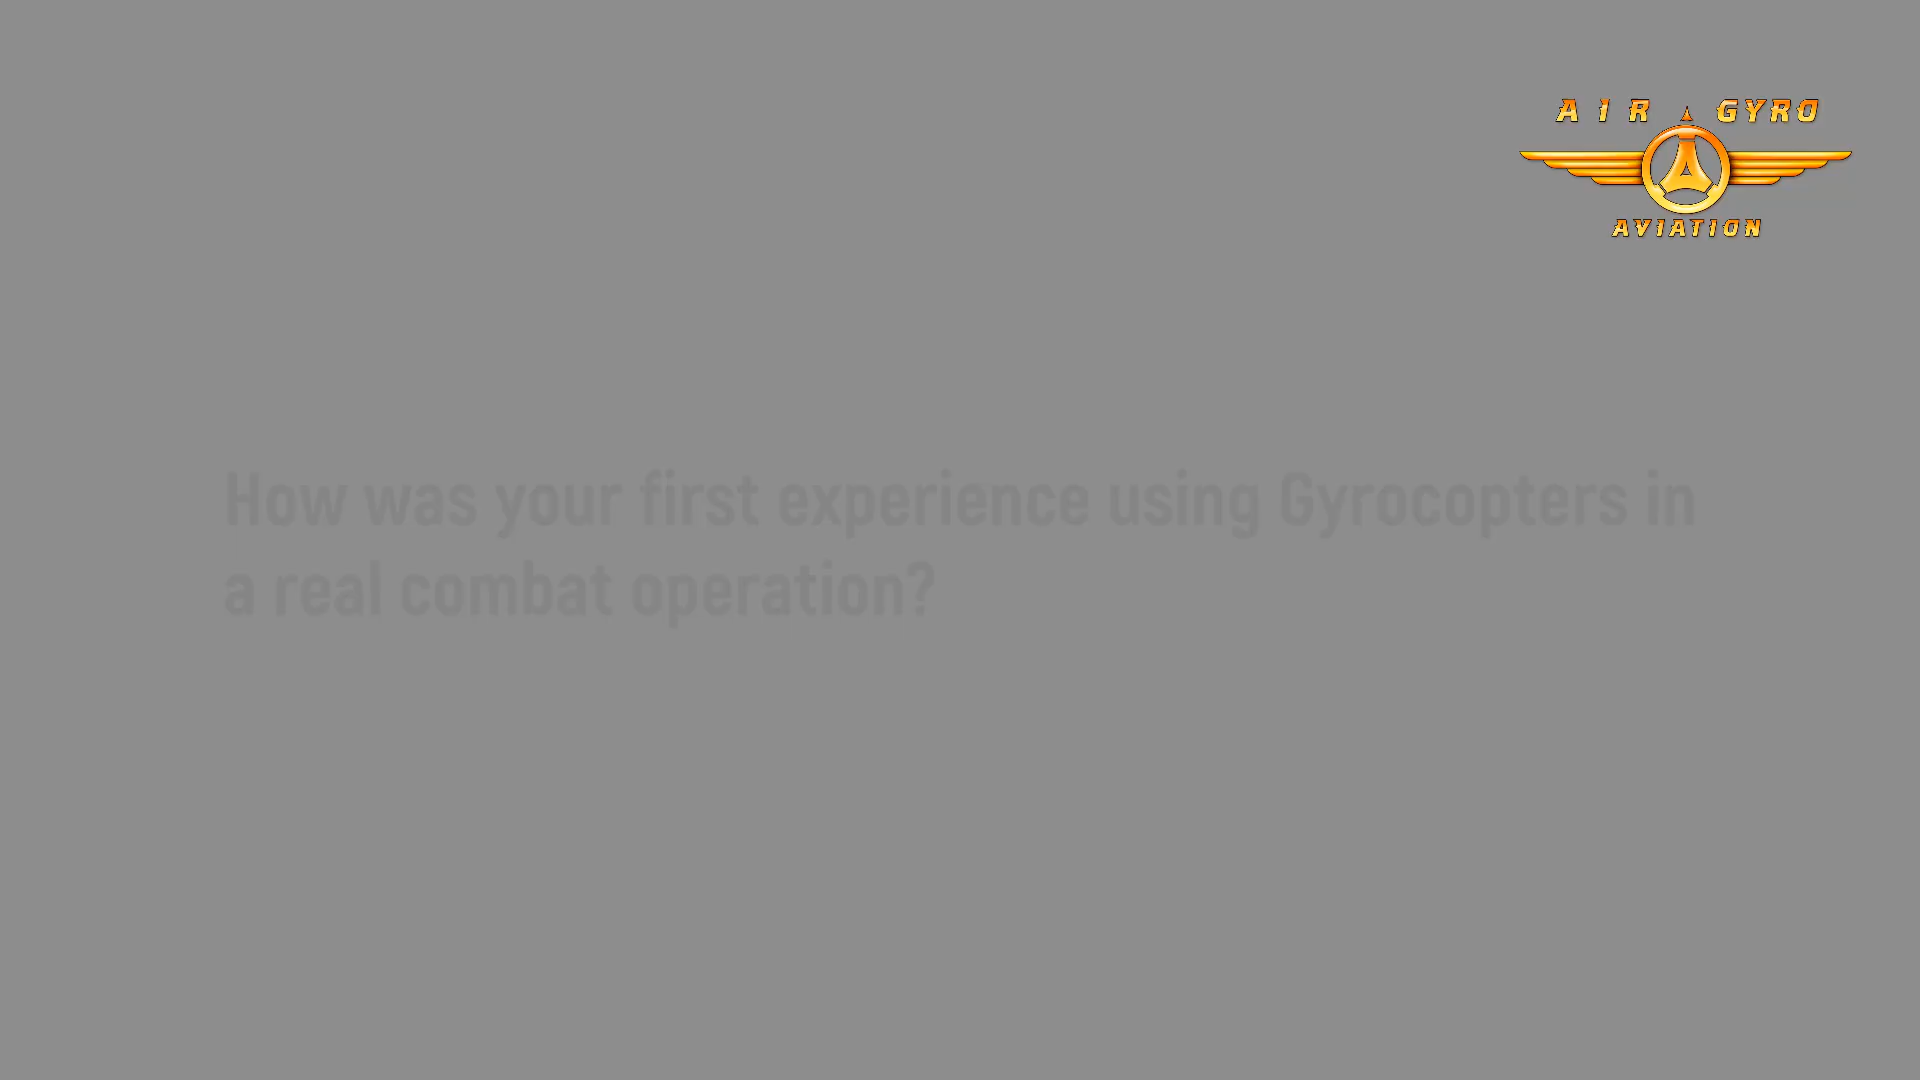 AIR GYRO
AVIATION
How was your first experience using Gyrocopters in
a real combat operation?